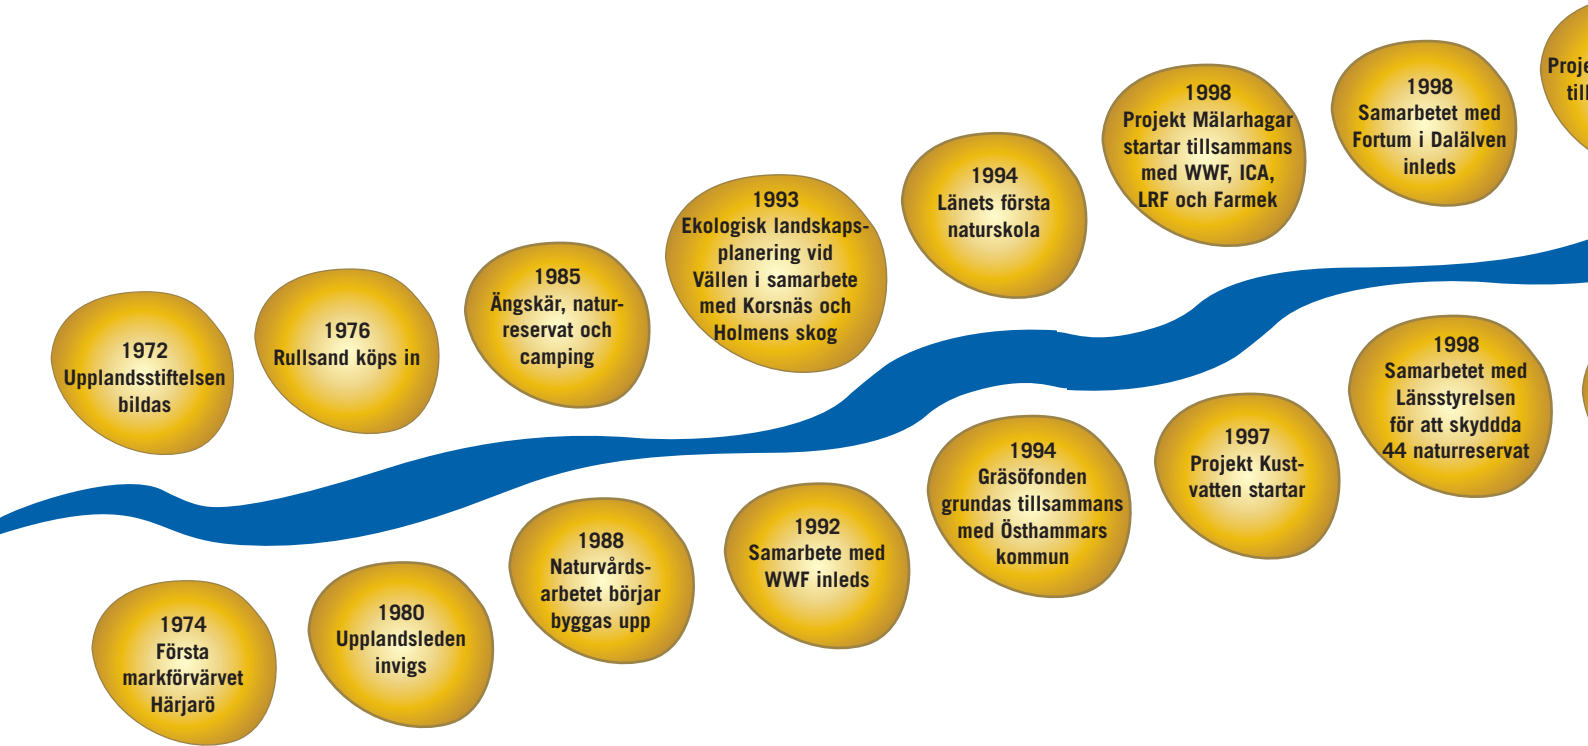 1972
Upplandsstiftelsen
bildas
1974
Första
markförvärvet
Härjarö
1976
Rullsand köps in
1980
Upplandsleden
invigs
1985
Ängskär, natur-
reservat och
camping
1988
Naturvårds-
arbetet börjar
byggas upp
1992
Samarbete med
WWF inleds
1993
Ekologisk landskaps-
planering vid
Vällen i samarbete
med Korsnäs och
Holmens skog
1994
Länets första
naturskola
1994
Gräsöfonden
grundas tillsammans
med Östhammars
kommun
1997
Projekt Kust-
vatten startar
1998
Projekt Mälarhagar
startar tillsammans
med WWF, ICA,
LRF och Farmek
1998
Samarbetet med
Fortum i Dalälven
inleds
1998
Samarbetet med
Länsstyrelsen
för att skyddda
44 naturreservat